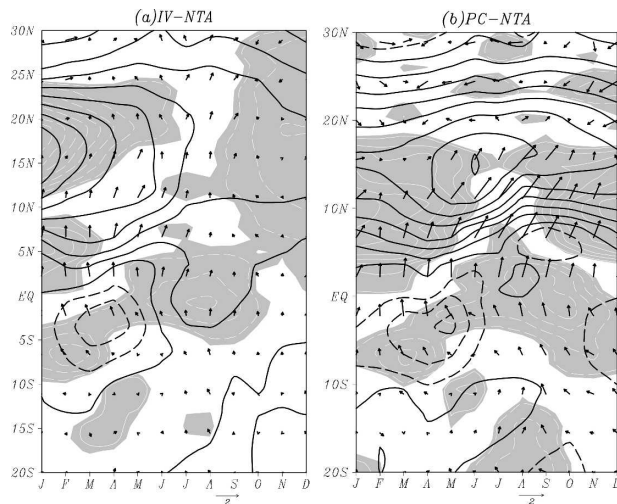 (a)IV-NTA
(b)PC-NTA
30N
25N
20N
15N
10N
5N
EQ
5S
10S
15S
20S
J F M A M J J A S O N D
2
30N
20N
10N
EQ
10S
20S
J F M A M J J A S O N D
2